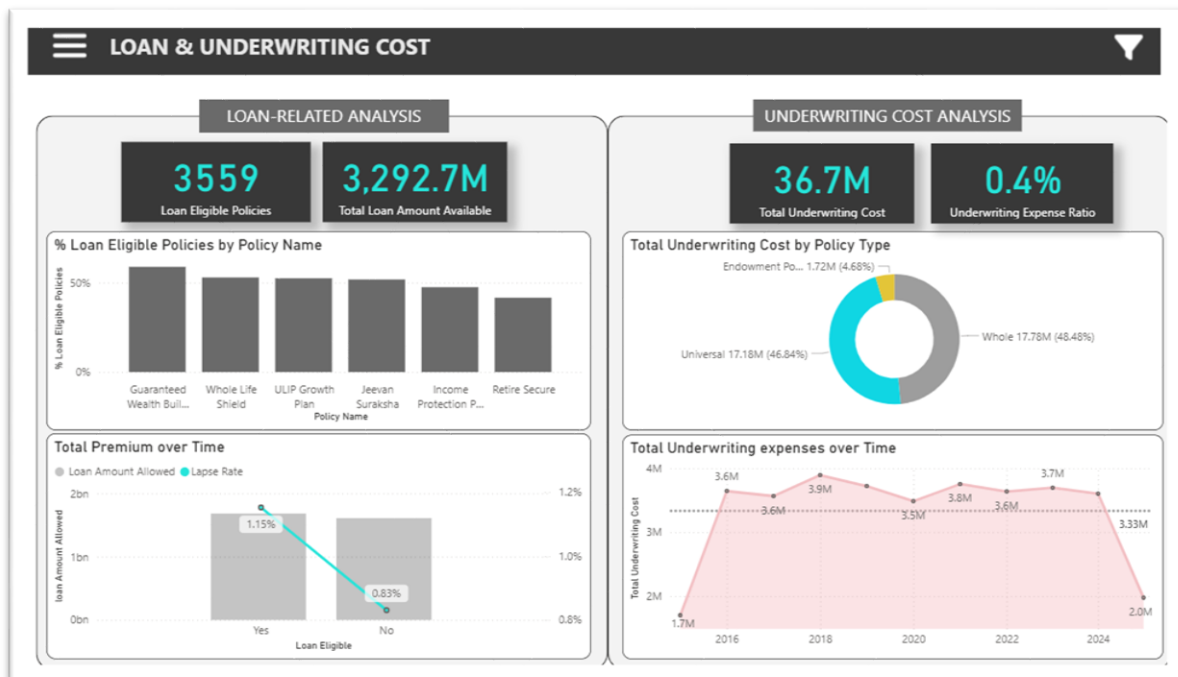 LOAN & UNDERWRITING COST
LOAN-RELATED ANALYSIS
3559
Loan Eligible Policies
3,292.7M
Total Loan Amount Available
% Loan Eligible Policies by Policy Name
% Loan Eligible Policies
50%
0%
Guaranteed
Wealth Buil...
Whole Life
Shield
ULIP Growth
Plan
Jeevan
Suraksha
Income
Protection P...
Retire Secure
Policy Name
Total Premium over Time
Loan Amount Allowed
Lapse Rate
loan Amount Allowed
2bn
1bn
0bn
1.2%
1.0%
0.8%
1.15%
0.83%
Yes
No
Loan Eligible
UNDERWRITING COST ANALYSIS
36.7M
Total Underwriting Cost
0.4%
Underwriting Expense Ratio
Total Underwriting Cost by Policy Type
Endowment Po... 1.72M (4.68%)
Universal 17.18M (46.84%)
Whole 17.78M (48.48%)
Total Underwriting expenses over Time
Total Underwriting Cost
4M
3M
2M
1.7M
3.6M
3.6M
3.9M
3.5M
3.8M
3.6M
3.7M
3.33M
2.0M
2016
2018
2020
2022
2024